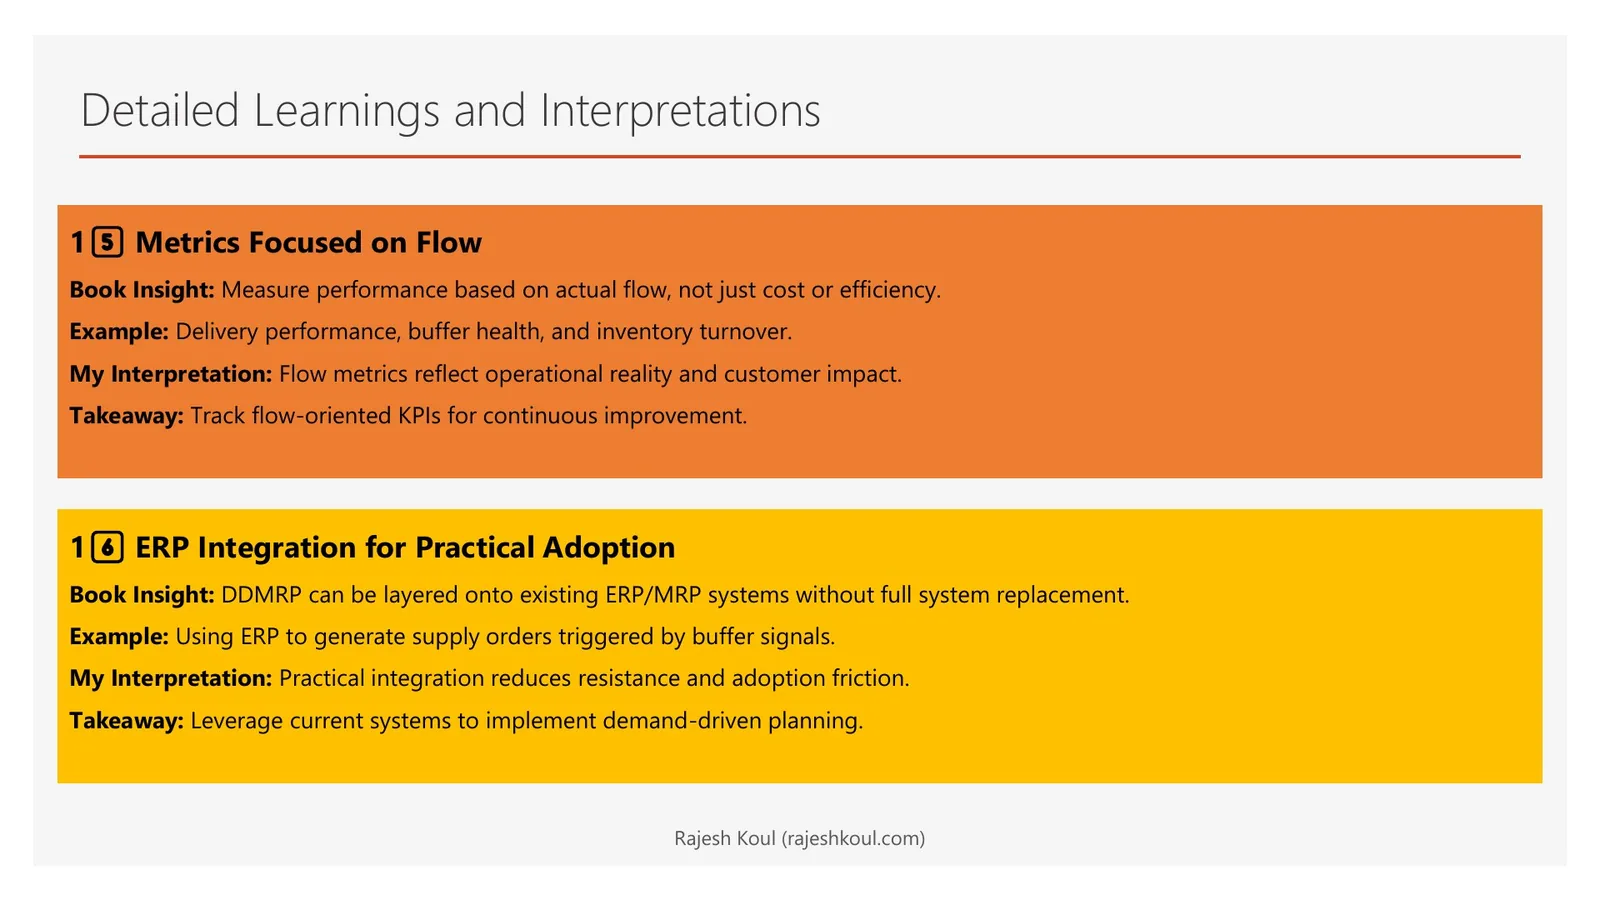 Detailed Learnings and Interpretations
15️⃣ Metrics Focused on Flow
Book Insight: Measure performance based on actual flow, not just cost or efficiency.
Example: Delivery performance, buffer health, and inventory turnover.
My Interpretation: Flow metrics reflect operational reality and customer impact.
Takeaway: Track flow-oriented KPIs for continuous improvement.
16️⃣ ERP Integration for Practical Adoption
Book Insight: DDMRP can be layered onto existing ERP/MRP systems without full system replacement.
Example: Using ERP to generate supply orders triggered by buffer signals.
My Interpretation: Practical integration reduces resistance and adoption friction.
Takeaway: Leverage current systems to implement demand-driven planning.
Rajesh Koul (rajeshkoul.com)